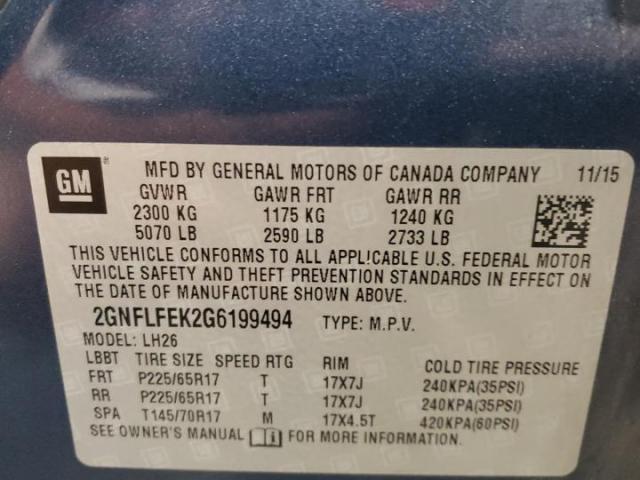 GM
MFD BY GENERAL MOTORS OF CANADA COMPANY 11/15
GVWR GAWR FRT GAWR RR
2300 KG 1175 KG 1240 KG
5070 LB 2590 LB 2733 LB
THIS VEHICLE CONFORMS TO ALL APPL!CABLE U.S. FEDERAL MOTOR
VEHICLE SAFETY AND THEFT PREVENTION STANDARDS IN EFFECT ON
THE DATE OF MANUFACTURE SHOWN ABOVE.
2GNFLFEK2G6199494 TYPE: M.P.V.
MODEL: LH26
LBBT TIRE SIZE SPEED RTG RIM COLD TIRE PRESSURE
FRT P225/65R17 T 17X7J 240KPA(35PSI)
RR P225/65R17 T 17X7J 240KPA(35PSI)
SPA T145/70R17 M 17X4.5T 420KPA(60PSI)
SEE OWNER'S MANUAL FOR MORE INFORMATION.